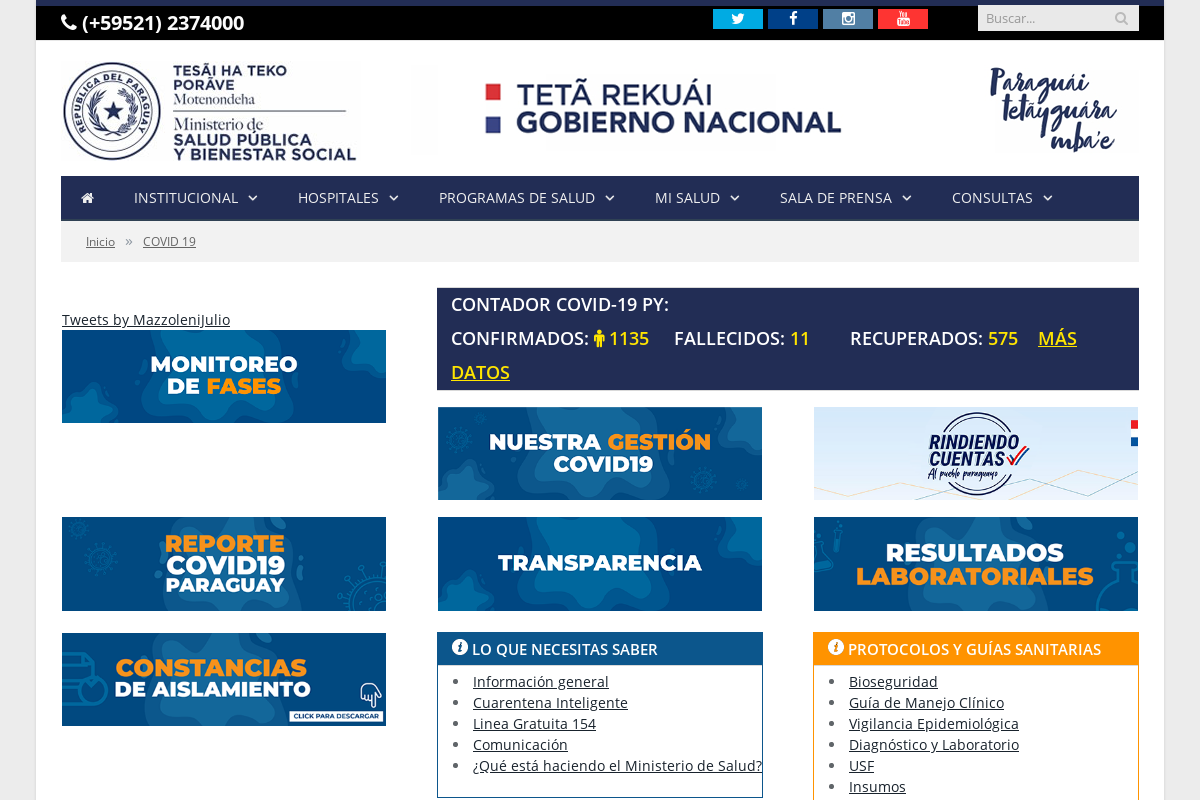 (+59521) 2374000
Buscar...
TESÃI HA TEKO
PORÃVE
Motenondeha
Ministerio de
SALUD PÚBLICA
Y BIENESTAR SOCIAL
REPUBLICA DEL PARAGUAY
TETÃ REKUÁI
GOBIERNO NACIONAL
Paraguái
tetãyguára
mba'e
INSTITUCIONAL
HOSPITALES
PROGRAMAS DE SALUD
MI SALUD
SALA DE PRENSA
CONSULTAS
Inicio » COVID 19
Tweets by MazzoleniJulio
MONITOREO
DE FASES
CONTADOR COVID-19 PY:
CONFIRMADOS: 1135 FALLECIDOS: 11 RECUPERADOS: 575 MÁS
DATOS
NUESTRA GESTIÓN
COVID19
RINDIENDO
CUENTAS
Al pueblo paraguayo
REPORTE
COVID19
PARAGUAY
TRANSPARENCIA
RESULTADOS
LABORATORIALES
CONSTANCIAS
DE AISLAMIENTO
CLICK PARA DESCARGAR
LO QUE NECESITAS SABER
Información general
Cuarentena Inteligente
Linea Gratuita 154
Comunicación
¿Qué está haciendo el Ministerio de Salud?
PROTOCOLOS Y GUÍAS SANITARIAS
Bioseguridad
Guía de Manejo Clínico
Vigilancia Epidemiológica
Diagnóstico y Laboratorio
USF
Insumos